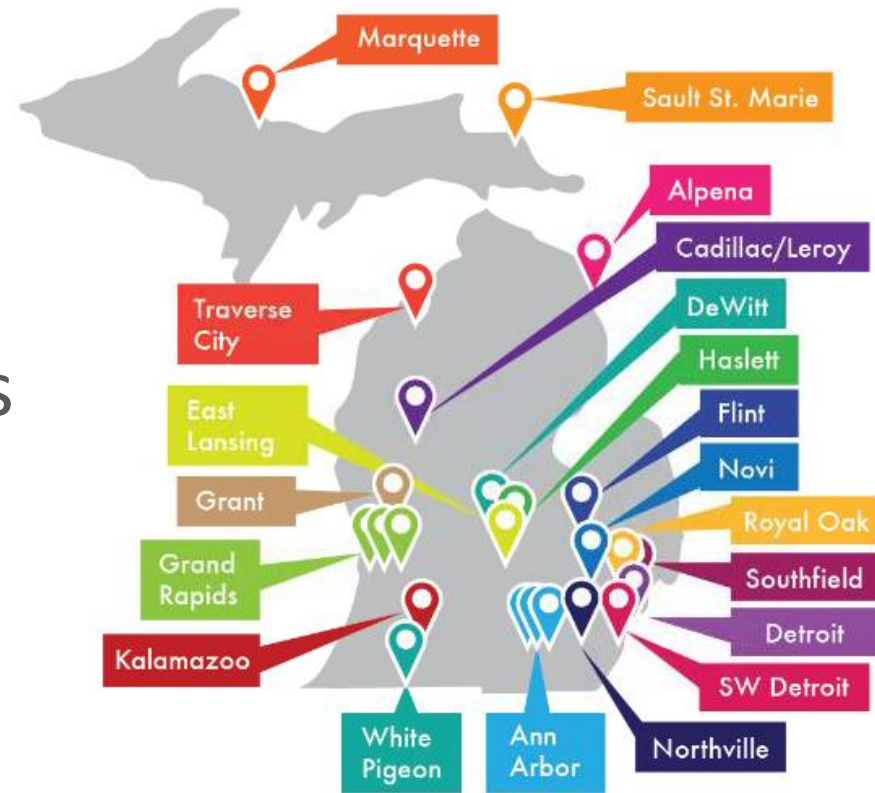 Marquette
Sault St. Marie
Alpena
Cadillac/Leroy
Traverse
City
DeWitt
Haslett
s
East
Lansing
Flint
Novi
Grant
Royal Oak
Grand
Rapids
Southfield
Detroit
Kalamazoo
SW Detroit
White
Pigeon
Ann
Arbor
Northville